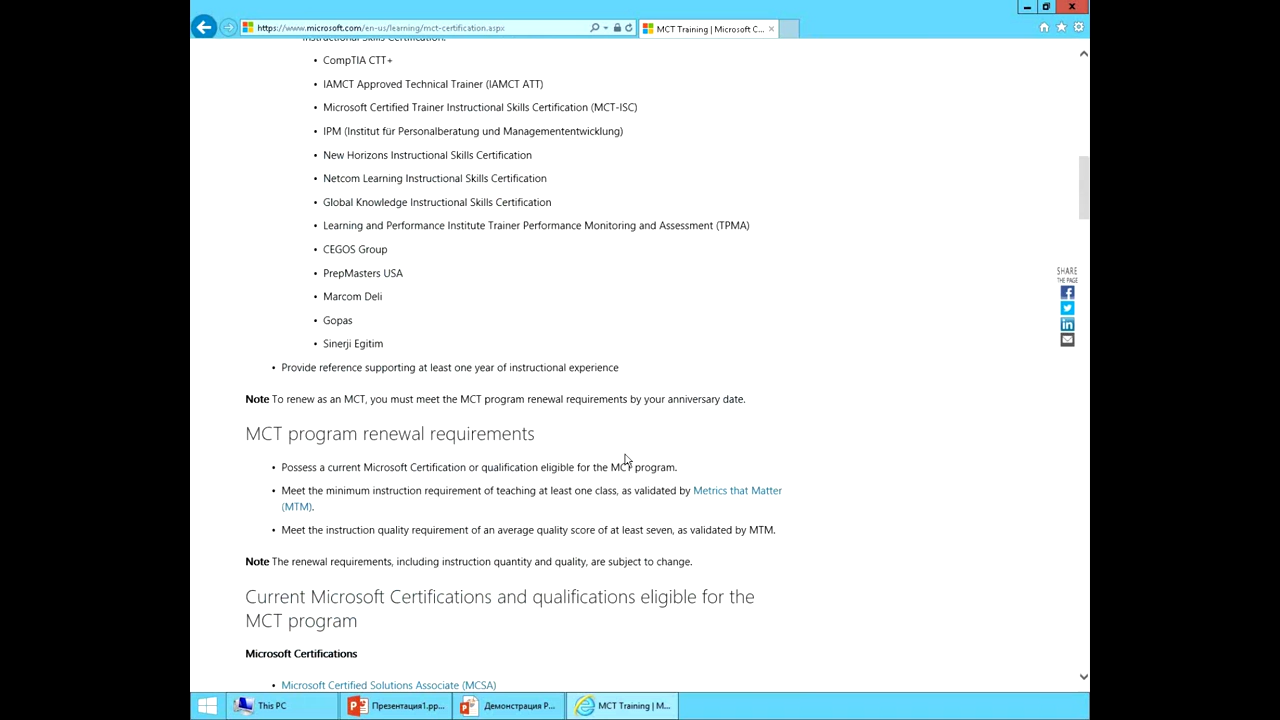 https://www.microsoft.com/en-us/learning/mct-certification.aspx
MCT Training | Microsoft C...
Instructional Skills Certification:
• CompTIA CTT+
• IAMCT Approved Technical Trainer (IAMCT ATT)
• Microsoft Certified Trainer Instructional Skills Certification (MCT-ISC)
• IPM (Institut für Personalberatung und Managemententwicklung)
• New Horizons Instructional Skills Certification
• Netcom Learning Instructional Skills Certification
• Global Knowledge Instructional Skills Certification
• Learning and Performance Institute Trainer Performance Monitoring and Assessment (TPMA)
• CEGOS Group
• PrepMasters USA
• Marcom Deli
• Gopas
• Sinerji Egitim
• Provide reference supporting at least one year of instructional experience
SHARE
THE PAGE
Note To renew as an MCT, you must meet the MCT program renewal requirements by your anniversary date.
MCT program renewal requirements
• Possess a current Microsoft Certification or qualification eligible for the MCT program.
• Meet the minimum instruction requirement of teaching at least one class, as validated by Metrics that Matter
(MTM).
• Meet the instruction quality requirement of an average quality score of at least seven, as validated by MTM.
Note The renewal requirements, including instruction quantity and quality, are subject to change.
Current Microsoft Certifications and qualifications eligible for the
MCT program
Microsoft Certifications
• Microsoft Certified Solutions Associate (MCSA)
This PC
Презентация1.pp...
Демонстрация P...
MCT Training | M...